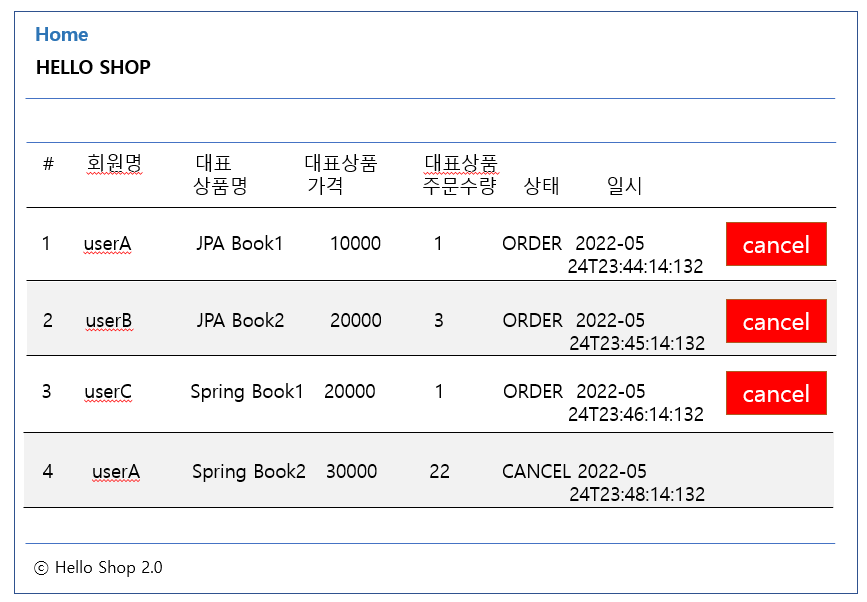 Home
HELLO SHOP
# 회원명 대표 대표상품 대표상품
상품명 가격 주문수량 상태 일시
1 userA JPA Book1 10000 1 ORDER 2022-05 cancel
24T23:44:14:132
2 userB JPA Book2 20000 3 ORDER 2022-05 cancel
24T23:45:14:132
3 userC Spring Book1 20000 1 ORDER 2022-05 cancel
24T23:46:14:132
4 userA Spring Book2 30000 22 CANCEL 2022-05
24T23:48:14:132
ⓒ Hello Shop 2.0